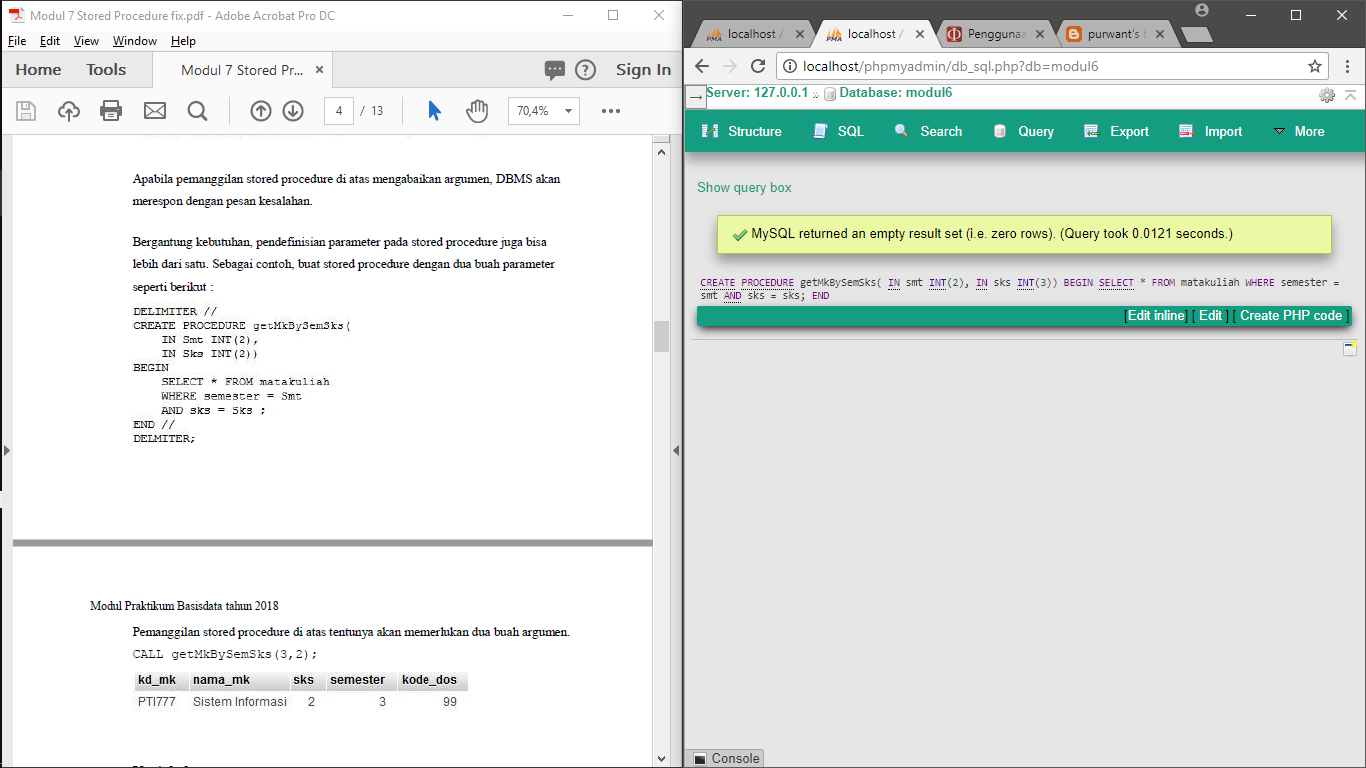 Modul 7 Stored Procedure fix.pdf - Adobe Acrobat Pro DC
File Edit View Window Help
Home Tools Modul 7 Stored Pr... × Sign In
4 / 13 70,4%
Apabila pemanggilan stored procedure di atas mengabaikan argumen, DBMS akan
merespon dengan pesan kesalahan.
Bergantung kebutuhan, pendefinisian parameter pada stored procedure juga bisa
lebih dari satu. Sebagai contoh, buat stored procedure dengan dua buah parameter
seperti berikut :
DELIMITER //
CREATE PROCEDURE getMkBySemSks(
IN Smt INT(2),
IN Sks INT(2))
BEGIN
SELECT * FROM matakuliah
WHERE semester = Smt
AND sks = Sks ;
END //
DELMITER;
Modul Praktikum Basisdata tahun 2018
Pemanggilan stored procedure di atas tentunya akan memerlukan dua buah argumen.
CALL getMkBySemSks(3,2);
kd_mk nama_mk sks semester kode_dos
PTI777 Sistem Informasi 2 3 99
localhost / localhost / Penggunaa purwant's
localhost/phpmyadmin/db_sql.php?db=modul6
Server: 127.0.0.1 » Database: modul6
Structure SQL Search Query Export Import More
Show query box
MySQL returned an empty result set (i.e. zero rows). (Query took 0.0121 seconds.)
CREATE PROCEDURE getMkBySemSks( IN smt INT(2), IN sks INT(3)) BEGIN SELECT * FROM matakuliah WHERE semester =
smt AND sks = sks; END
[Edit inline] [ Edit ] [ Create PHP code ]
Console